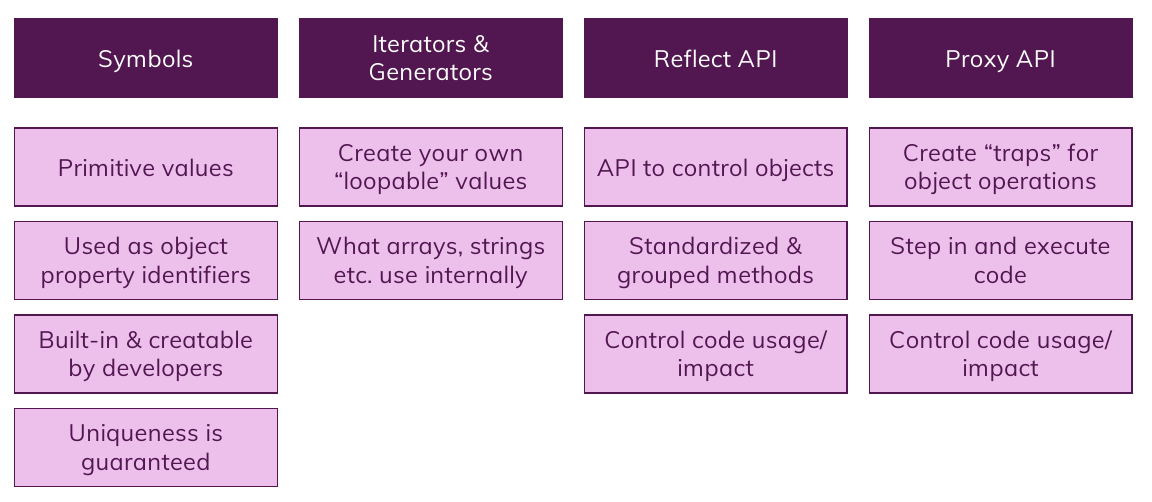 Symbols
Iterators &
Generators
Reflect API
Proxy API
Primitive values
Create your own
“loopable” values
API to control objects
Create “traps” for
object operations
Used as object
property identifiers
What arrays, strings
etc. use internally
Standardized &
grouped methods
Step in and execute
code
Built-in & creatable
by developers
Control code usage/
impact
Control code usage/
impact
Uniqueness is
guaranteed